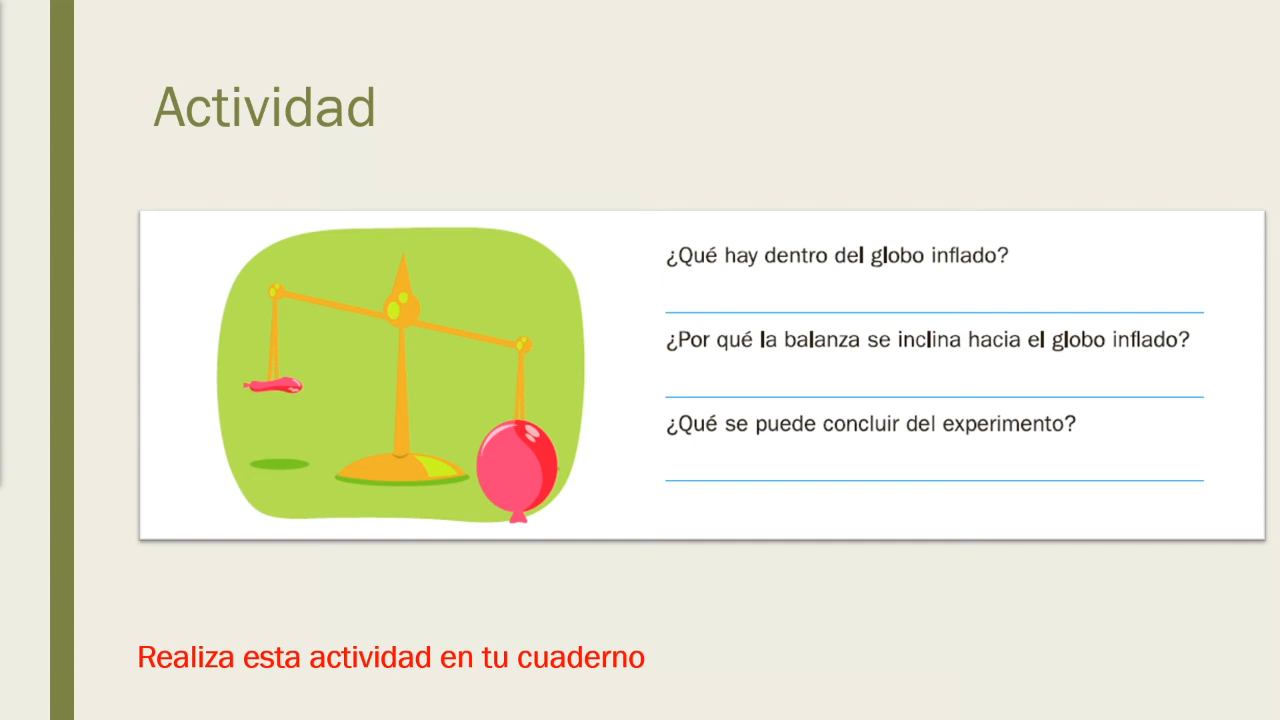 Actividad
¿Qué hay dentro del globo inflado?
¿Por qué la balanza se inclina hacia el globo inflado?
¿Qué se puede concluir del experimento?
Realiza esta actividad en tu cuaderno